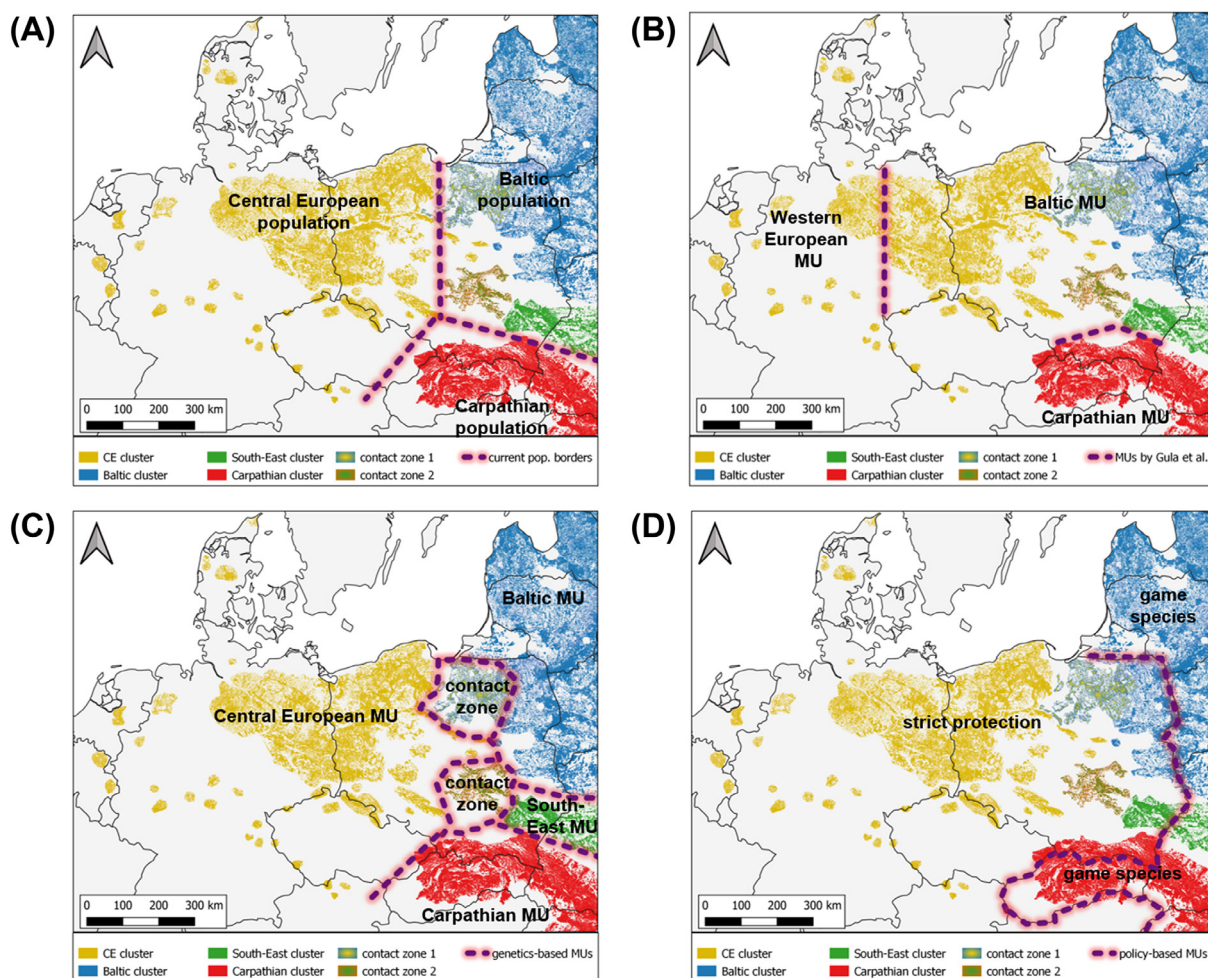 (A)
Central European
population
Baltic
population
Carpathian
population
0 100 200 300 km
CE cluster
South-East cluster
contact zone 1
current pop. borders
Baltic cluster
Carpathian cluster
contact zone 2
(B)
Western
European
MU
Baltic MU
Carpathian MU
0 100 200 300 km
CE cluster
South-East cluster
contact zone 1
MUs by Gula et al.
Baltic cluster
Carpathian cluster
contact zone 2
(C)
Baltic MU
contact
zone
Central European MU
contact
zone
South-
East MU
Carpathian MU
0 100 200 300 km
CE cluster
South-East cluster
contact zone 1
genetics-based MUs
Baltic cluster
Carpathian cluster
contact zone 2
(D)
game
species
strict protection
game species
0 100 200 300 km
CE cluster
South-East cluster
contact zone 1
policy-based MUs
Baltic cluster
Carpathian cluster
contact zone 2